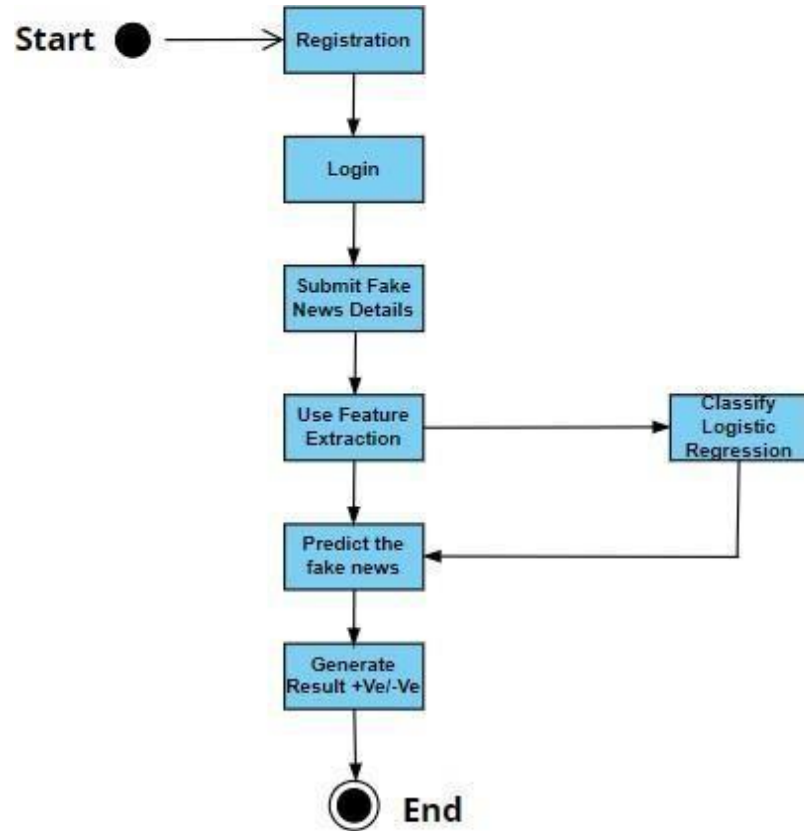 Start
Registration
Login
Submit Fake
News Details
Use Feature
Extraction
Classify
Logistic
Regression
Predict the
fake news
Generate
Result +Ve/-Ve
End